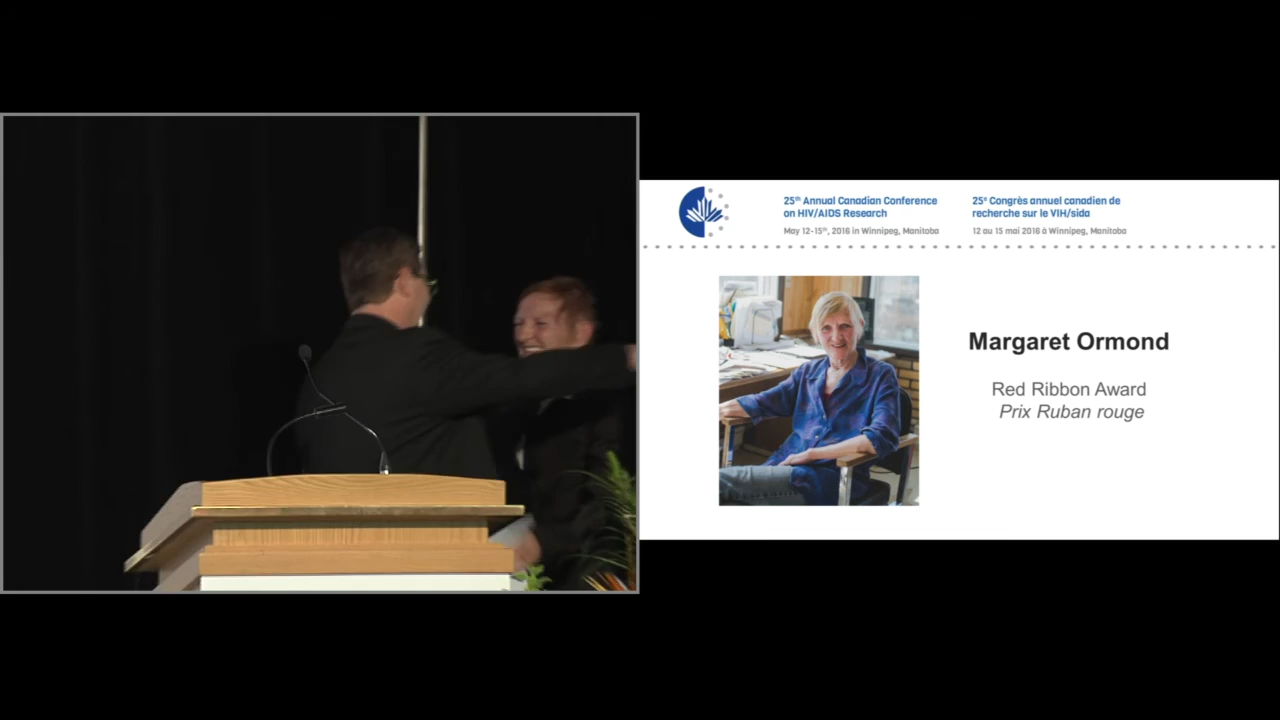 25th Annual Canadian Conference
on HIV/AIDS Research
May 12-15th, 2016 in Winnipeg, Manitoba
25e Congrès annuel canadien de
recherche sur le VIH/sida
12 au 15 mai 2016 à Winnipeg, Manitoba
Margaret Ormond
Red Ribbon Award
Prix Ruban rouge